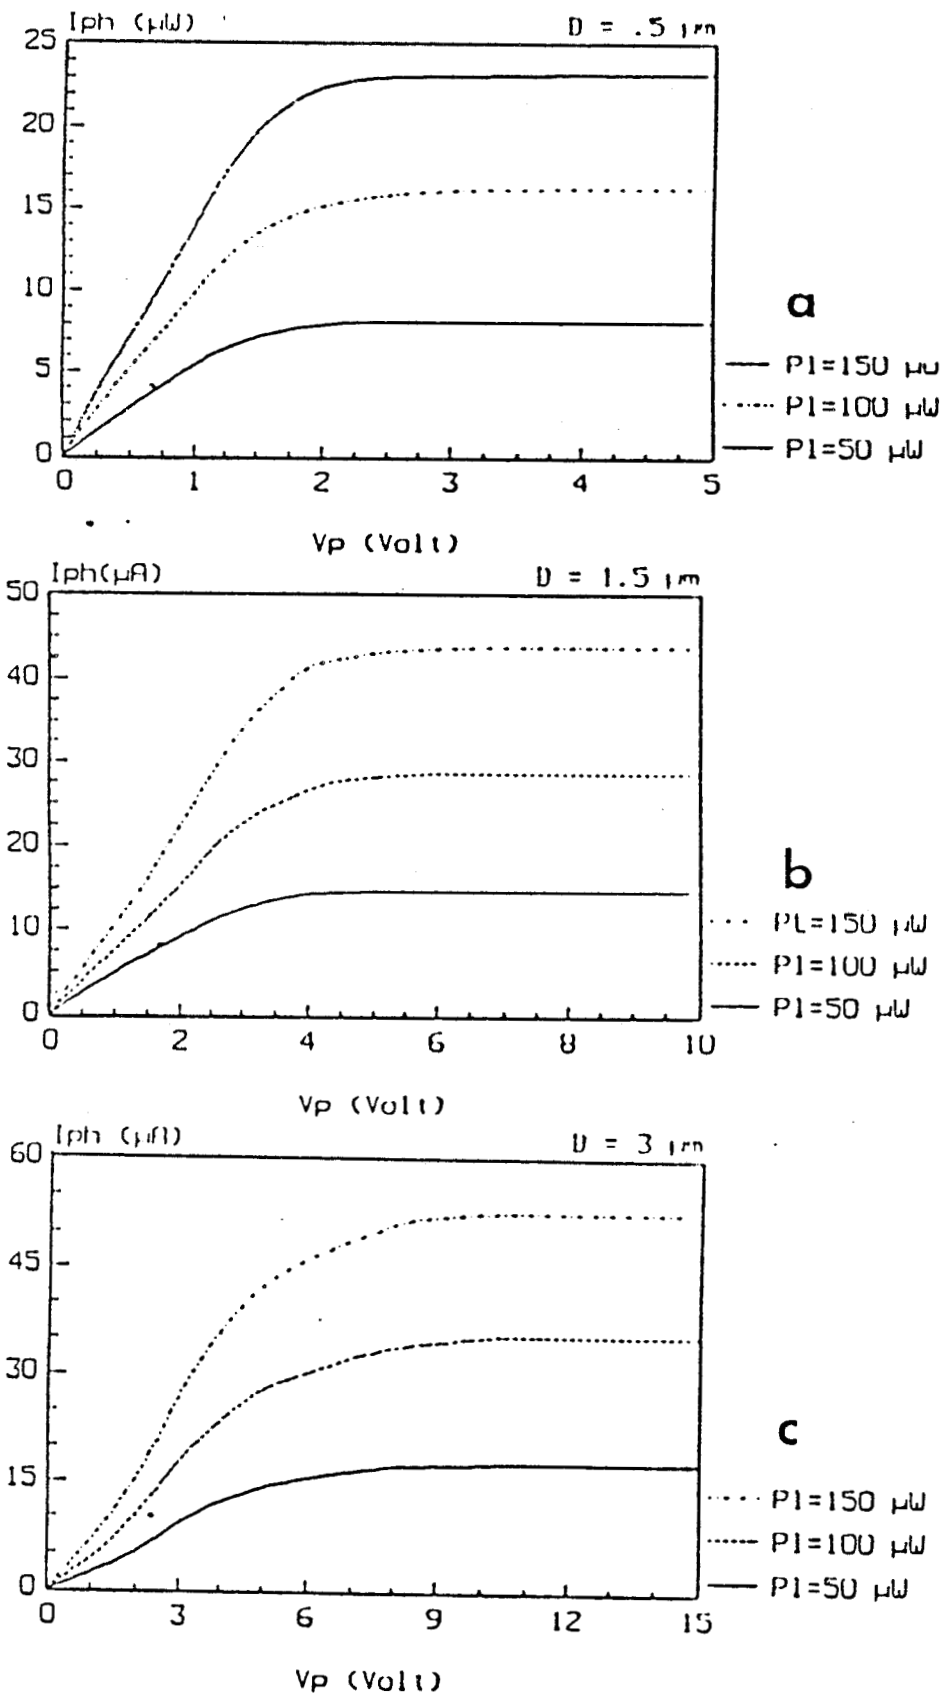 Iph (µW) D = .5 µm
25
20
15
10
5
0
0 1 2 3 4 5
Vp (Volt)
a
P1=150 µW
P1=100 µW
P1=50 µW
Iph(µA) D = 1.5 µm
50
40
30
20
10
0
0 2 4 6 8 10
Vp (Volt)
b
PL=150 µW
P1=100 µW
P1=50 µW
Iph (µA) D = 3 µm
60
45
30
15
0
0 3 6 9 12 15
Vp (Volt)
c
P1=150 µW
P1=100 µW
P1=50 µW